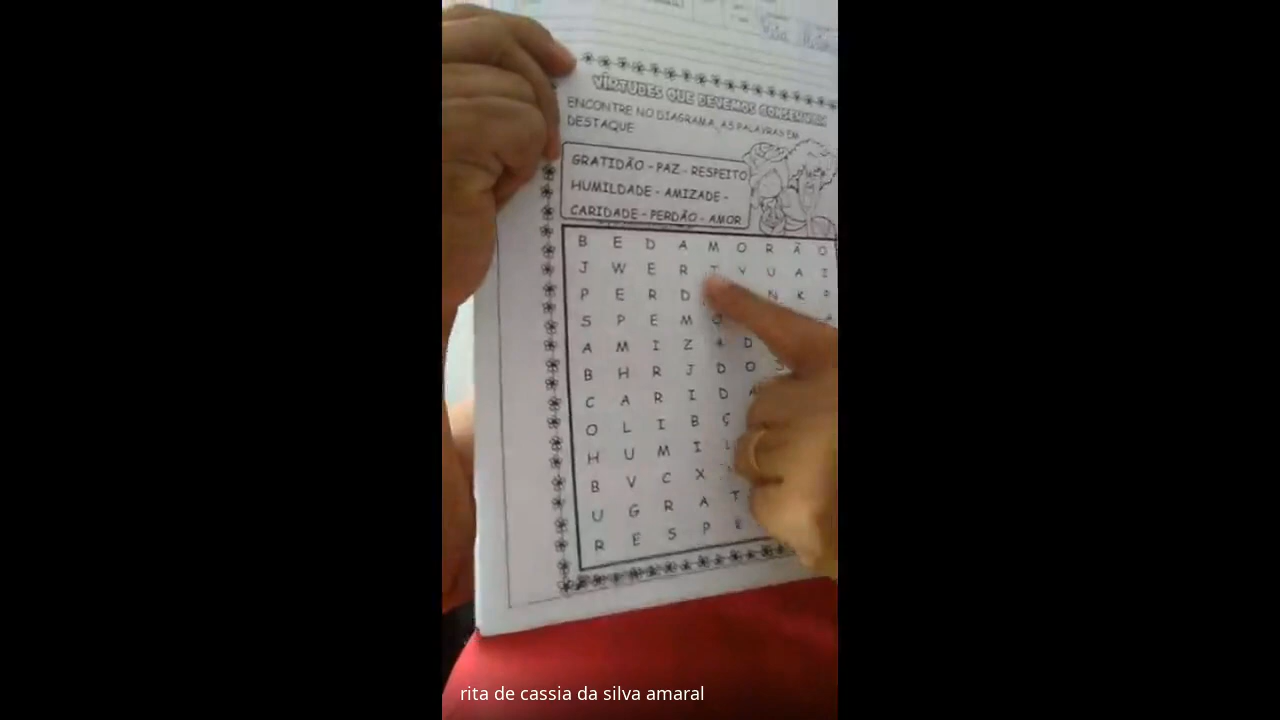 VIRTUDES QUE DEVEMOS CONSERVAR
ENCONTRE NO DIAGRAMA, AS PALAVRAS EM
DESTAQUE
GRATIDÃO - PAZ - RESPEITO
HUMILDADE - AMIZADE -
CARIDADE - PERDÃO - AMOR
B E D A M O R Ã O
J W E R T Y U A I
P E R D N K
S P E M O
A M I Z A D
B H R J D O
C A R I D A
O L I B Ç
H U M I L
B V C X
U G R A T
R E S P E
rita de cassia da silva amaral